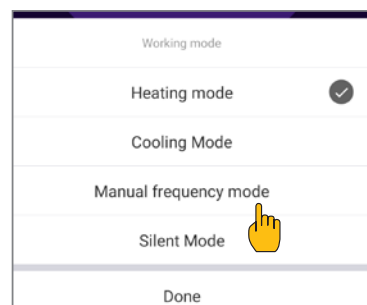 Working mode
Heating mode
Cooling Mode
Manual frequency mode
Silent Mode
Done